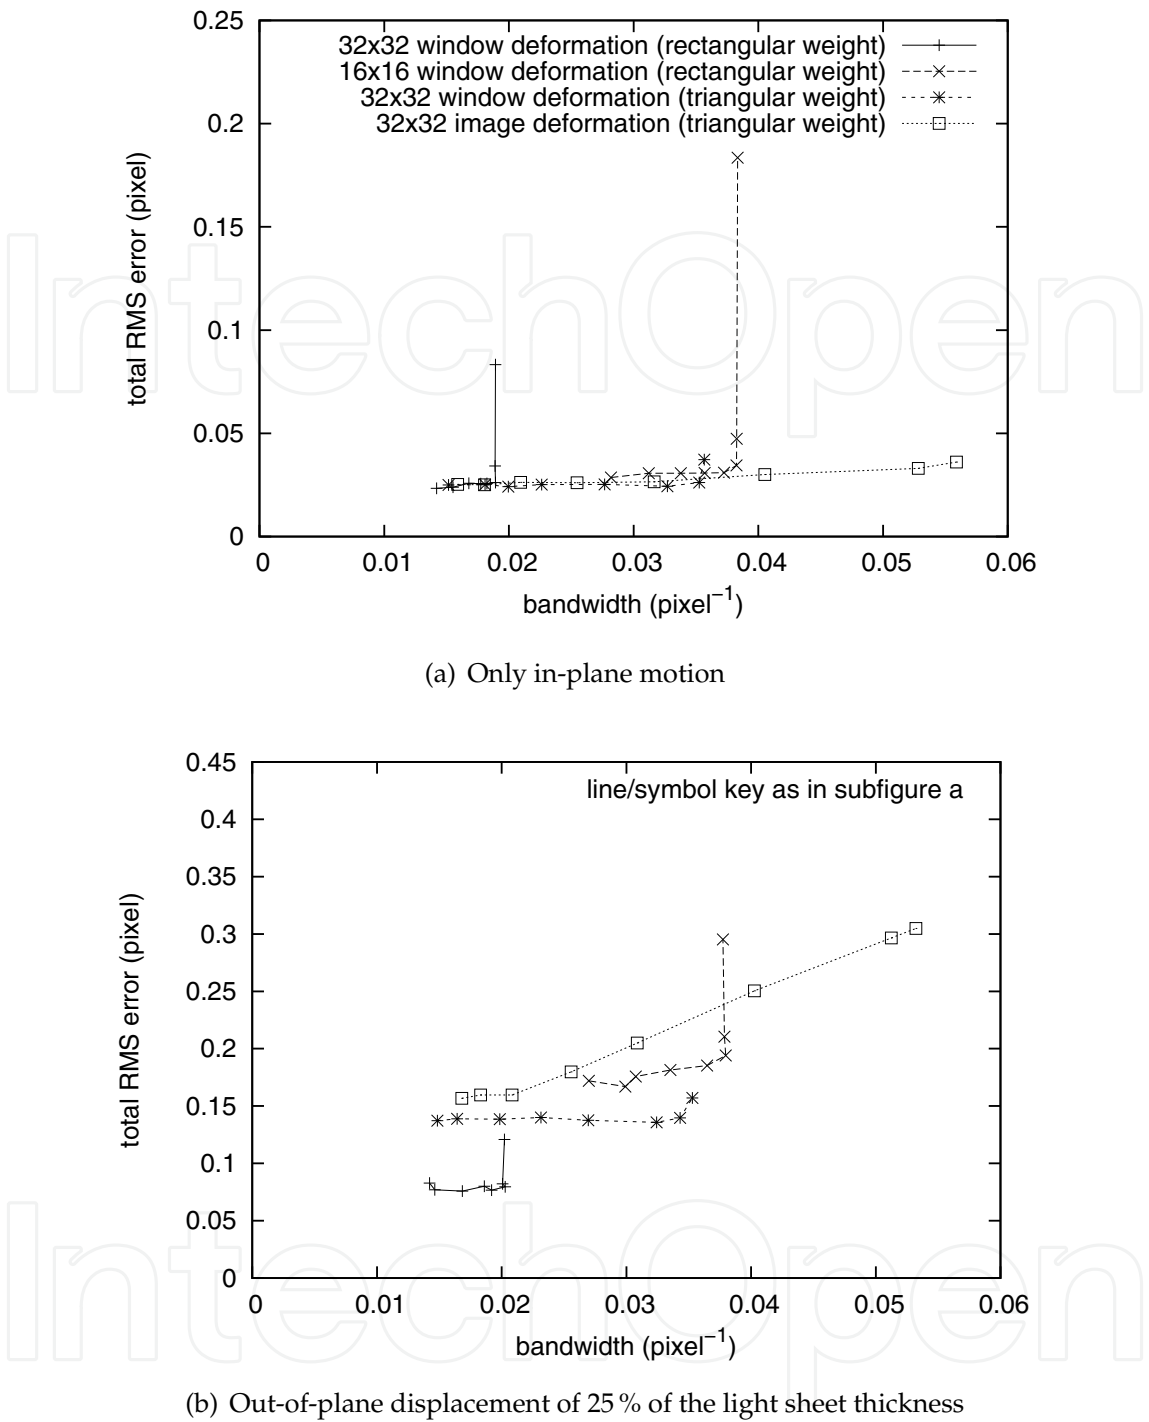 0.25
32x32 window deformation (rectangular weight)
16x16 window deformation (rectangular weight)
32x32 window deformation (triangular weight)
32x32 image deformation (triangular weight)
0.2
0.15
0.1
0.05
0
total RMS error (pixel)
0 0.01 0.02 0.03 0.04 0.05 0.06
bandwidth (pixel⁻¹)
IntechOpen
(a) Only in-plane motion
0.45
line/symbol key as in subfigure a
0.4
0.35
0.3
0.25
0.2
0.15
0.1
0.05
0
total RMS error (pixel)
0 0.01 0.02 0.03 0.04 0.05 0.06
bandwidth (pixel⁻¹)
IntechOpen
(b) Out-of-plane displacement of 25 % of the light sheet thickness